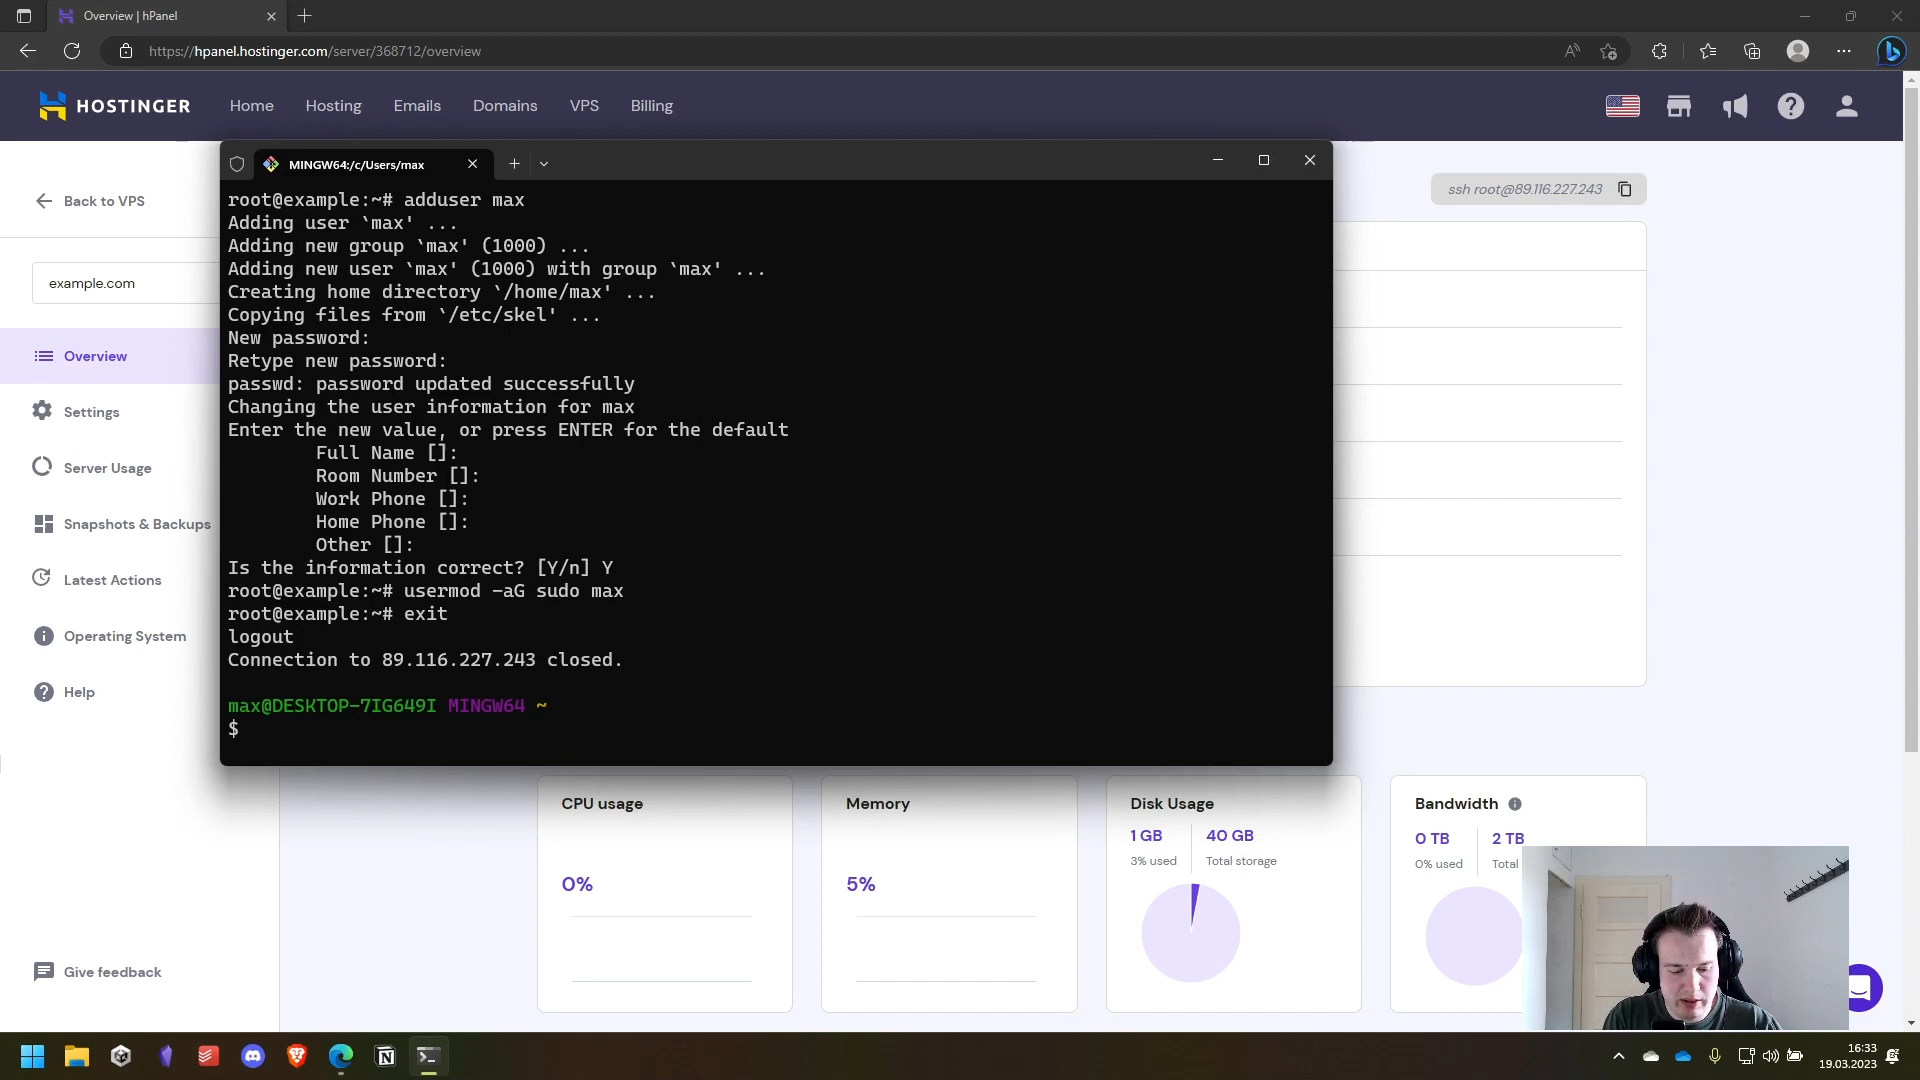 Overview | hPanel
https://hpanel.hostinger.com/server/368712/overview
HOSTINGER
Home
Hosting
Emails
Domains
VPS
Billing
MINGW64:/c/Users/max
Back to VPS
ssh root@89.116.227.243
example.com
Overview
Settings
Server Usage
Snapshots & Backups
Latest Actions
Operating System
Help
Give feedback
root@example:~# adduser max
Adding user `max' ...
Adding new group `max' (1000) ...
Adding new user `max' (1000) with group `max' ...
Creating home directory `/home/max' ...
Copying files from `/etc/skel' ...
New password:
Retype new password:
passwd: password updated successfully
Changing the user information for max
Enter the new value, or press ENTER for the default
Full Name []:
Room Number []:
Work Phone []:
Home Phone []:
Other []:
Is the information correct? [Y/n] Y
root@example:~# usermod -aG sudo max
root@example:~# exit
logout
Connection to 89.116.227.243 closed.
max@DESKTOP-7IG649I MINGW64 ~
$
CPU usage
0%
Memory
5%
Disk Usage
1 GB
40 GB
3% used
Total storage
Bandwidth
0 TB
2 TB
0% used
Total
16:33
19.03.2023